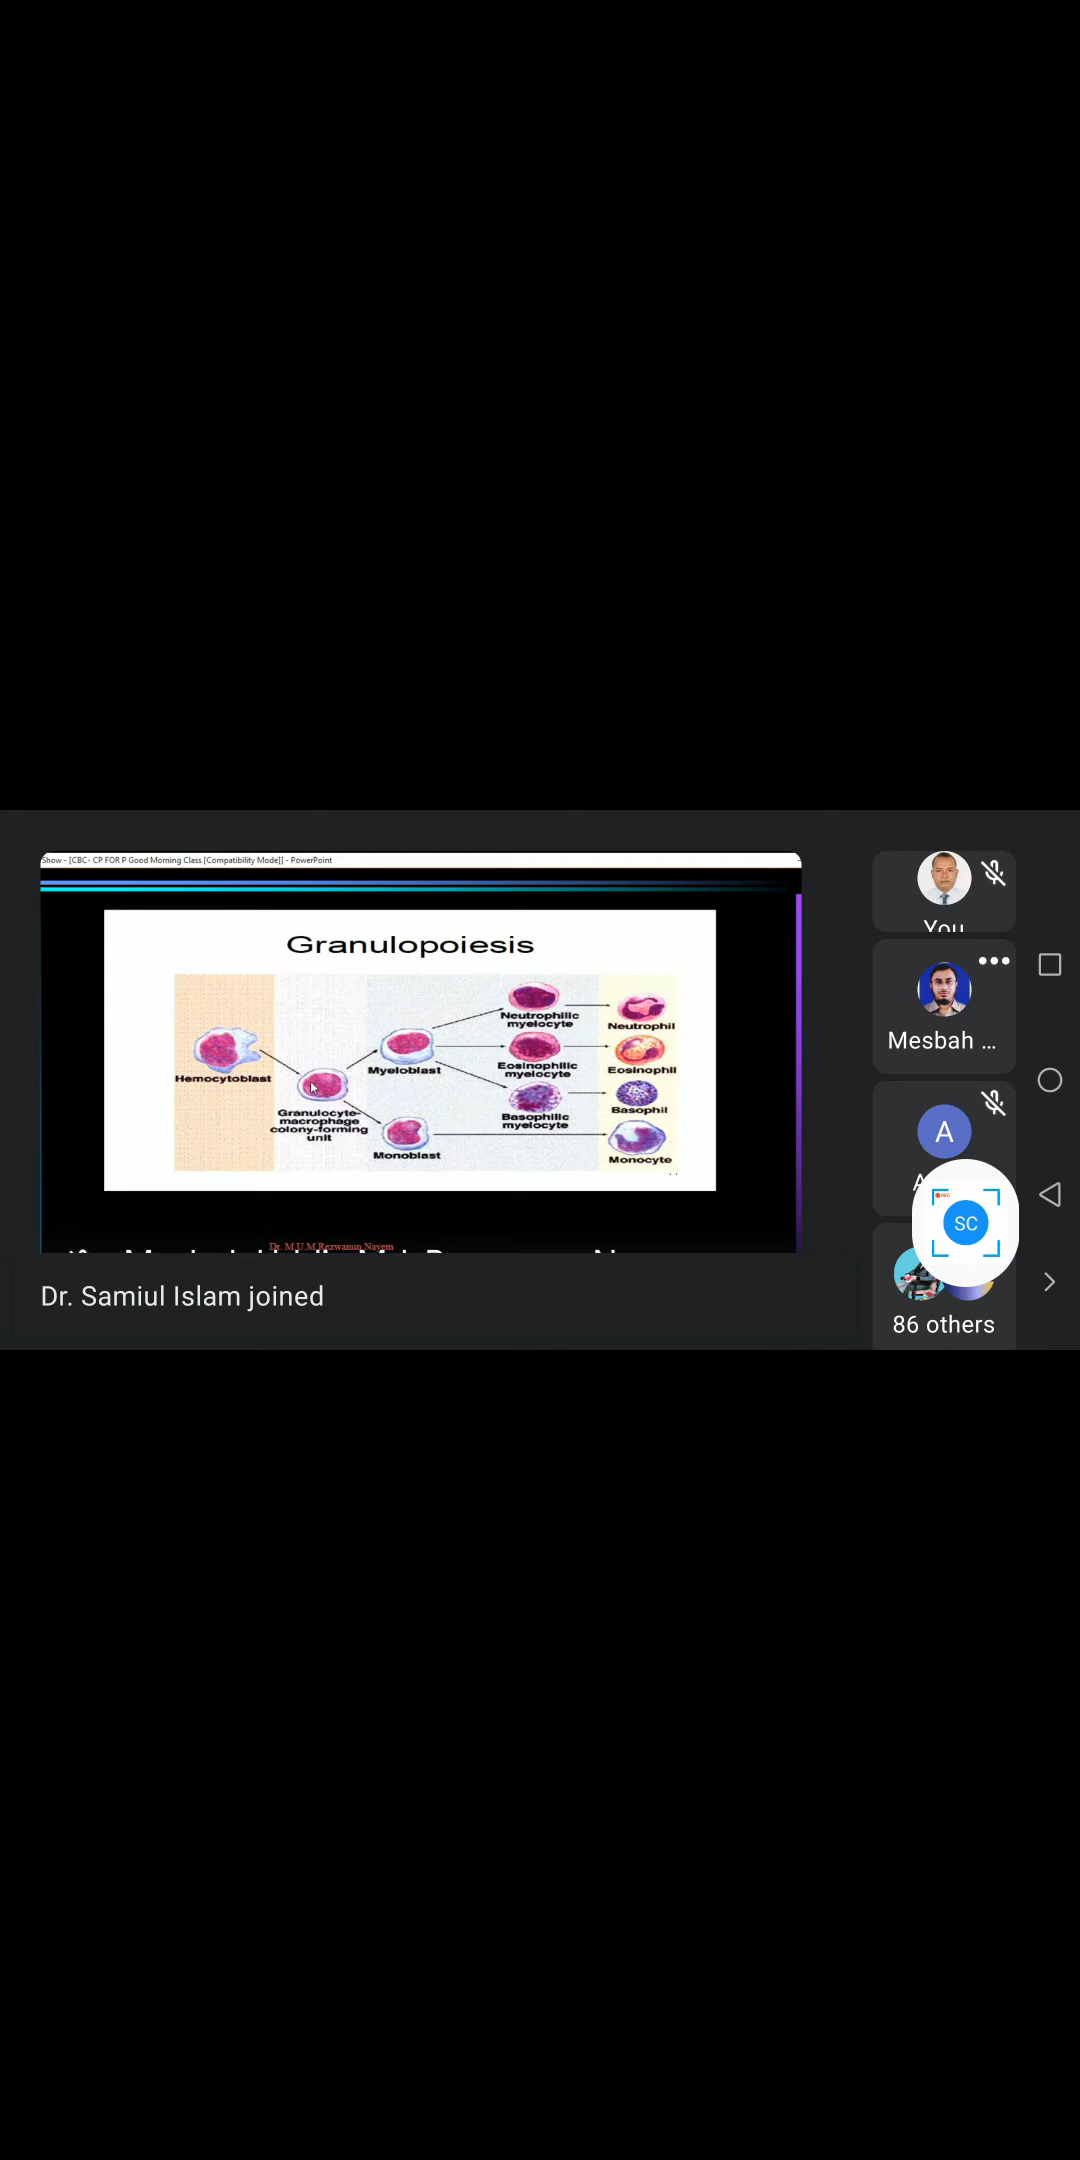 Show - [CBC- CP FOR P Good Morning Class [Compatibility Mode]] - PowerPoint
Granulopoiesis
Hemocytoblast
Granulocyte-
macrophage
colony-forming
unit
Myeloblast
Monoblast
Neutrophilic
myelocyte
Eosinophilic
myelocyte
Basophilic
myelocyte
Neutrophil
Eosinophil
Basophil
Monocyte
Dr. M.U.M.Rezwanun Nayem
Dr. Samiul Islam joined
You
Mesbah ...
A
REC
SC
86 others